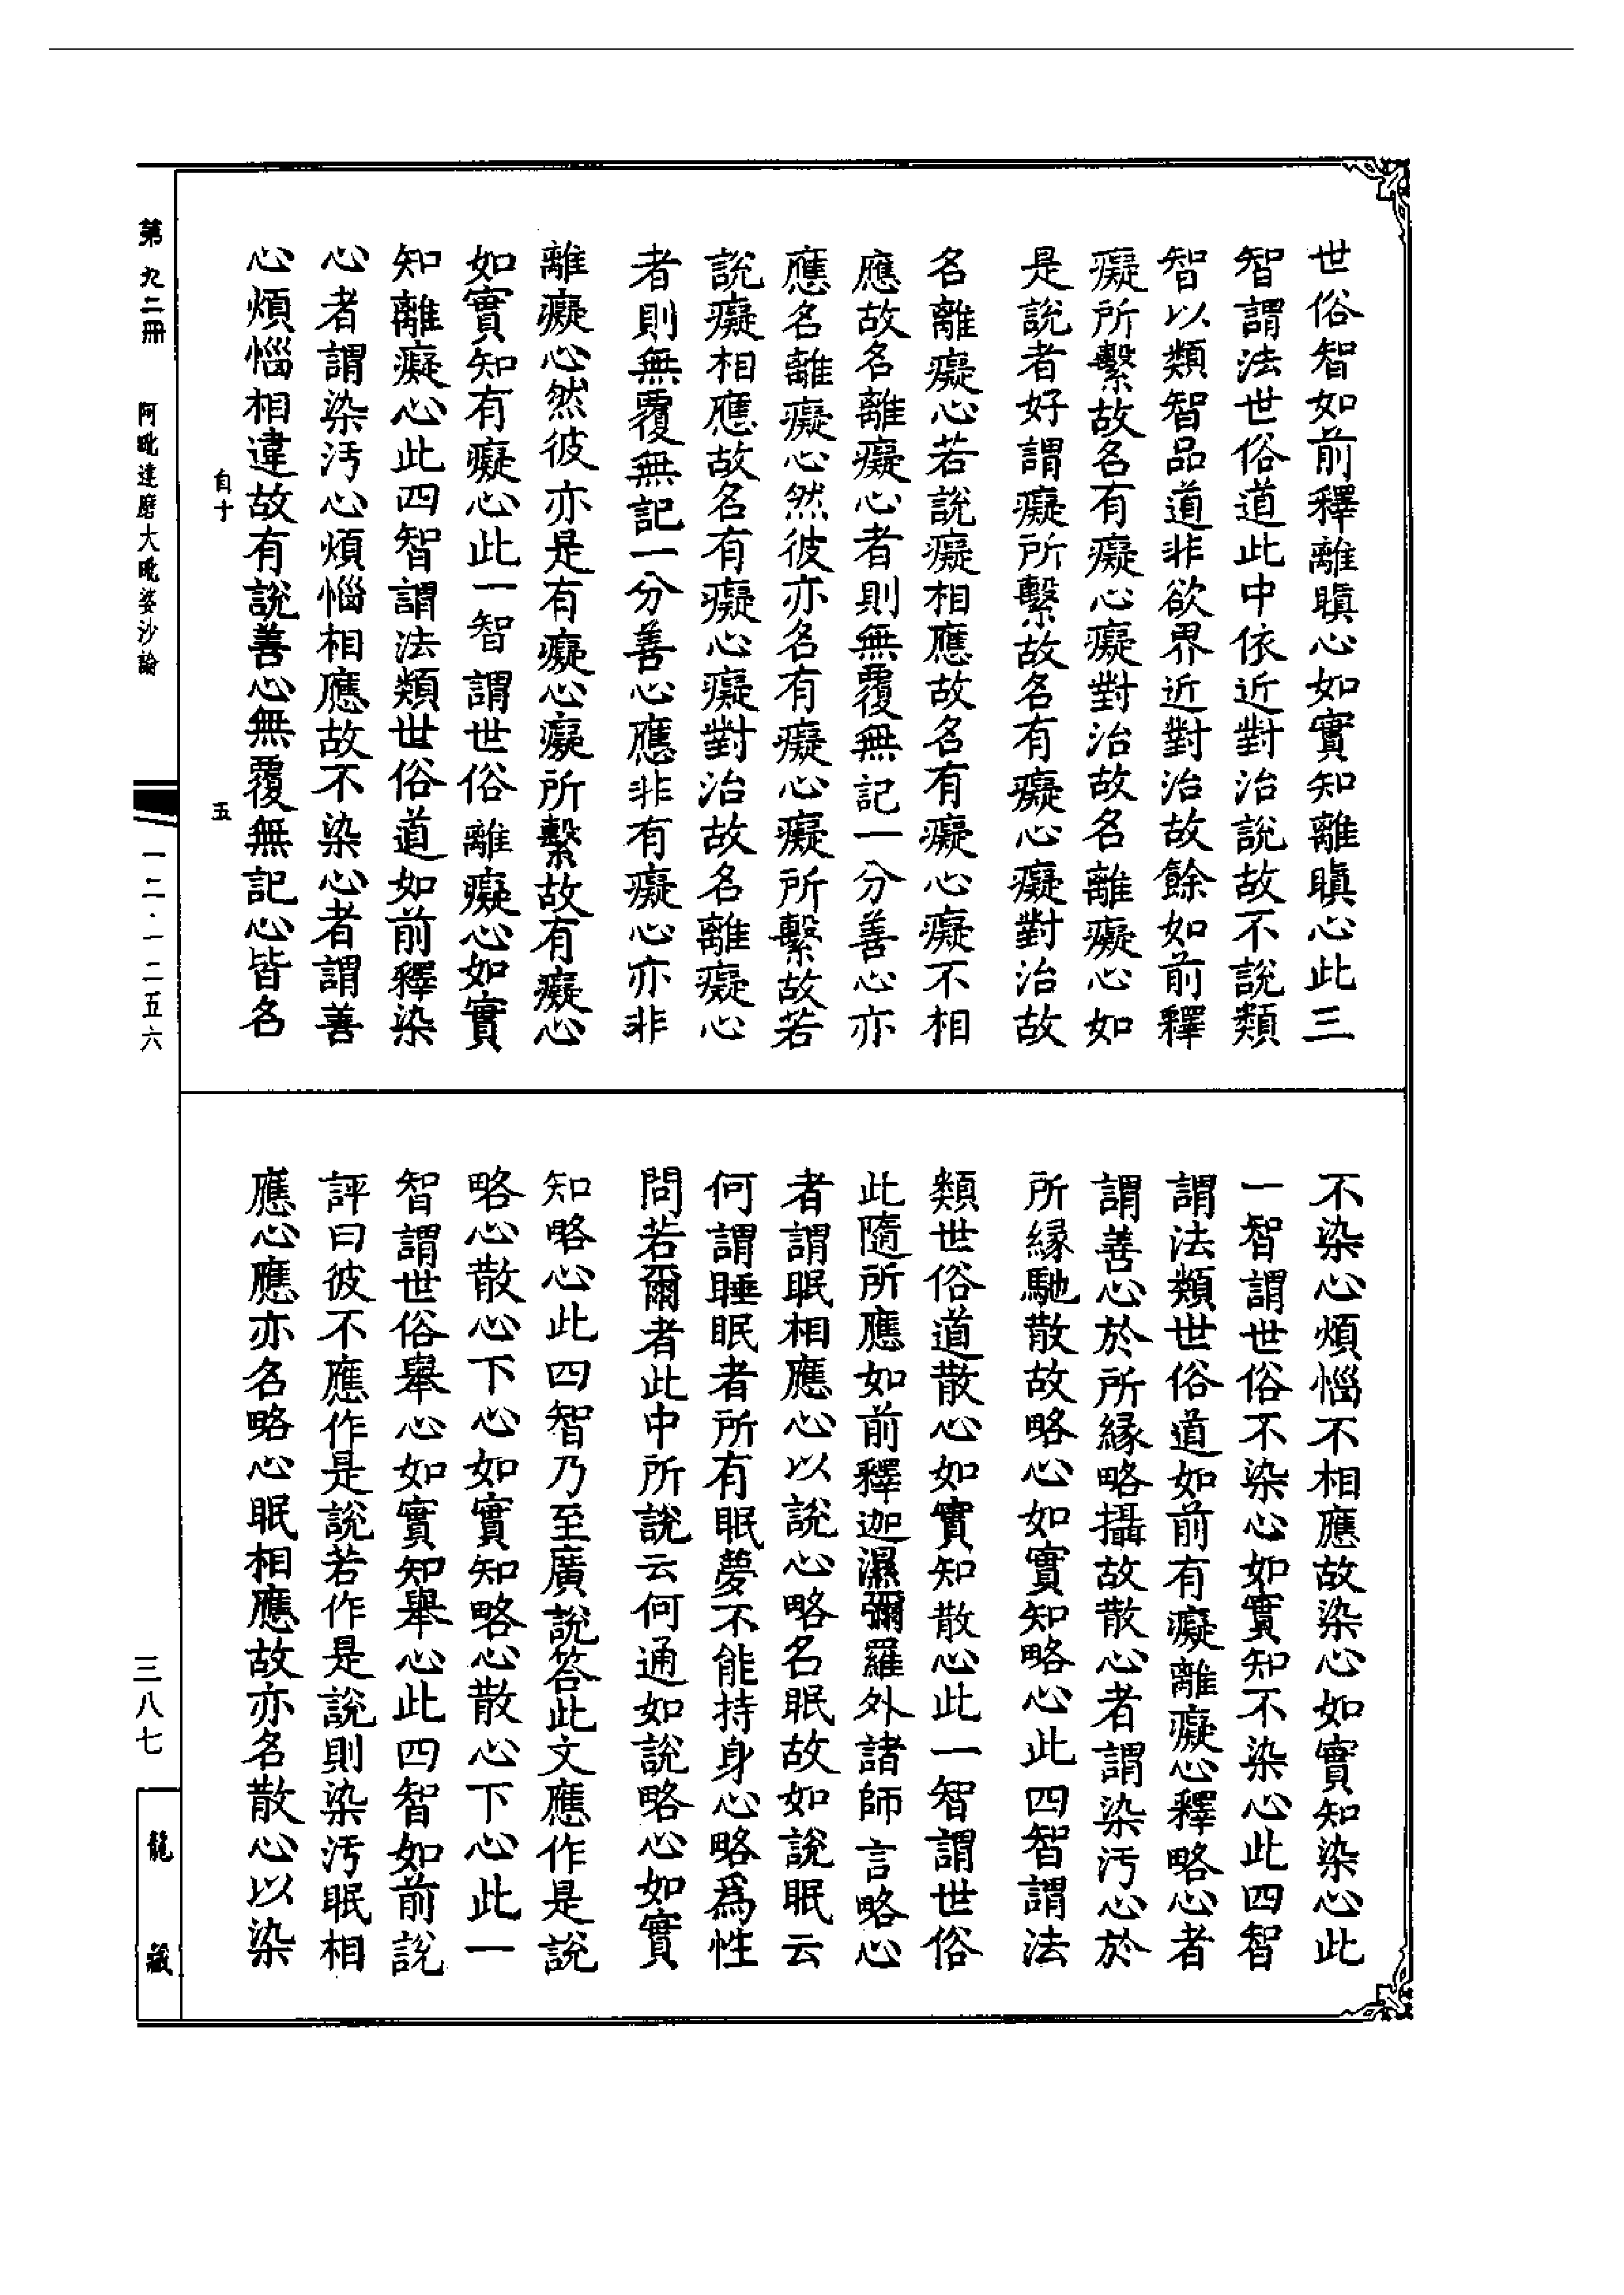 世俗智如前釋離瞋心如實知離瞋心此三
智謂法世俗道此中依近對治說故不說類
智以類智品道非欲界近對治故餘如前釋
癡所繫故名有癡心癡對治故名離癡心如
是說者好謂癡所繫故名有癡心癡對治故
名離癡心若說癡相應故名有癡心癡不相
應故名離癡心者則無覆無記一分善心亦
應名離癡心然彼亦名有癡心癡所繫故若
說癡相應故名有癡心癡對治故名離癡心
者則無覆無記一分善心應非有癡心亦非
離癡心然彼亦是有癡心癡所繫故有癡心
如實知有癡心此一智謂世俗離癡心如實
知離癡心此四智謂法類世俗道如前釋染
心者謂染汚心煩惱相應故不染心者謂善
心煩惱相違故有說善心無覆無記心皆名
不染心煩惱不相應故染心如實知染心此
一智謂世俗不染心如實知不染心此四智
謂法類世俗道如前有癡離癡心釋略心者
謂善心於所縁略攝故散心者謂染汚心於
所縁馳散故略心如實知略心此四智謂法
類世俗道散心如實知散心此一智謂世俗
此隨所應如前釋迦濕彌羅外諸師言略心
者謂眠相應心以說心略名眠故如說眠云
何謂睡眠者所有眠夢不能持身心略爲性
問若爾者此中所說云何通如說略心如實
知略心此四智乃至廣說答此文應作是說
略心散心下心如實知略心散心下心此一
智謂世俗舉心如實知舉心此四智如前說
評曰彼不應作是說若作是說則染汚眠相
應心應亦名略心眠相應故亦名散心以染
自十
五
第九二冊
阿毗達磨大毗婆沙論
一二·一二五六
三八七
龍藏